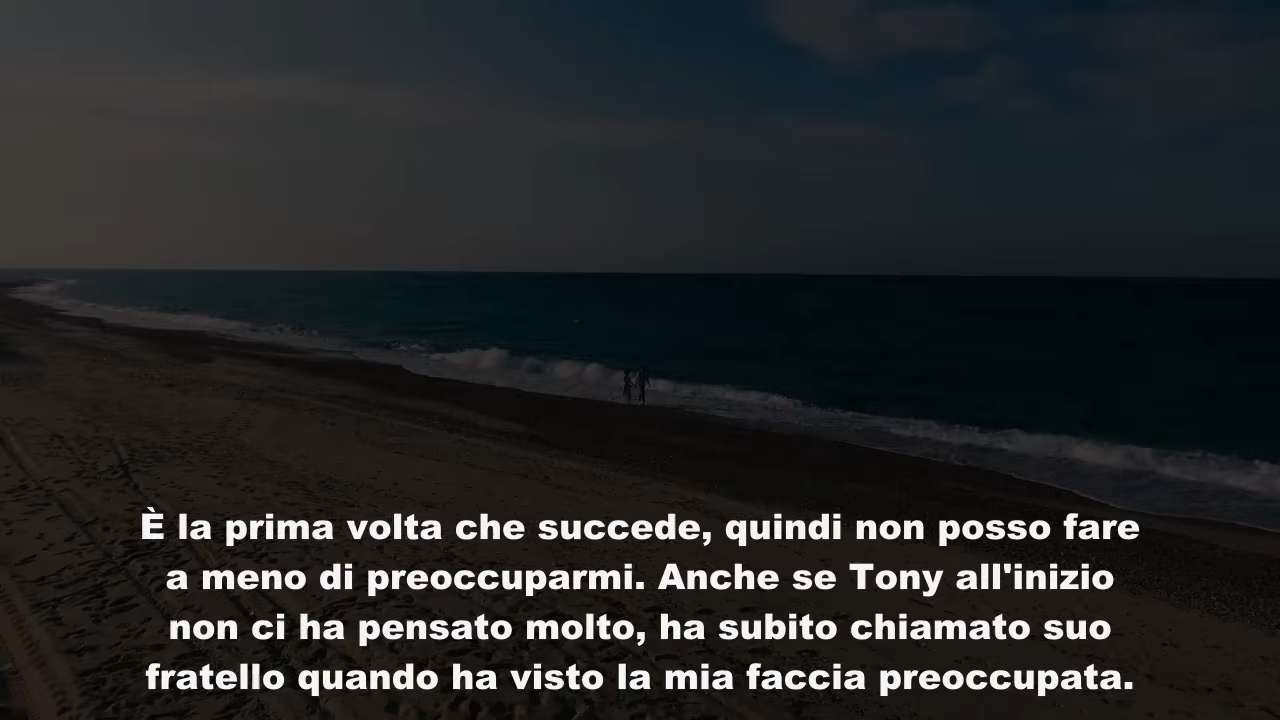 È la prima volta che succede, quindi non posso fare
a meno di preoccuparmi. Anche se Tony all'inizio
non ci ha pensato molto, ha subito chiamato suo
fratello quando ha visto la mia faccia preoccupata.